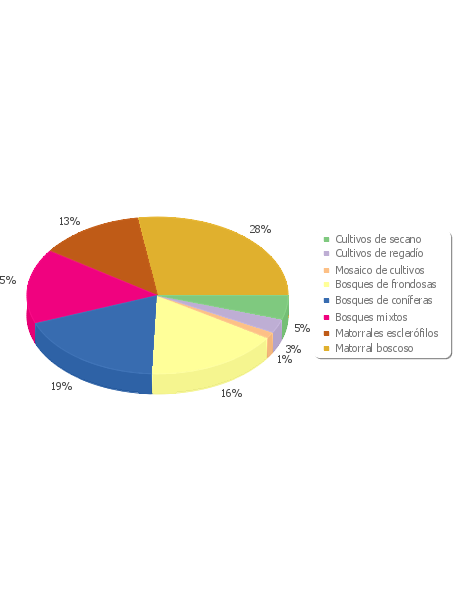 13%
28%
5%
5%
3%
1%
19%
16%
Cultivos de secano
Cultivos de regadío
Mosaico de cultivos
Bosques de frondosas
Bosques de coníferas
Bosques mixtos
Matorrales esclerófilos
Matorral boscoso